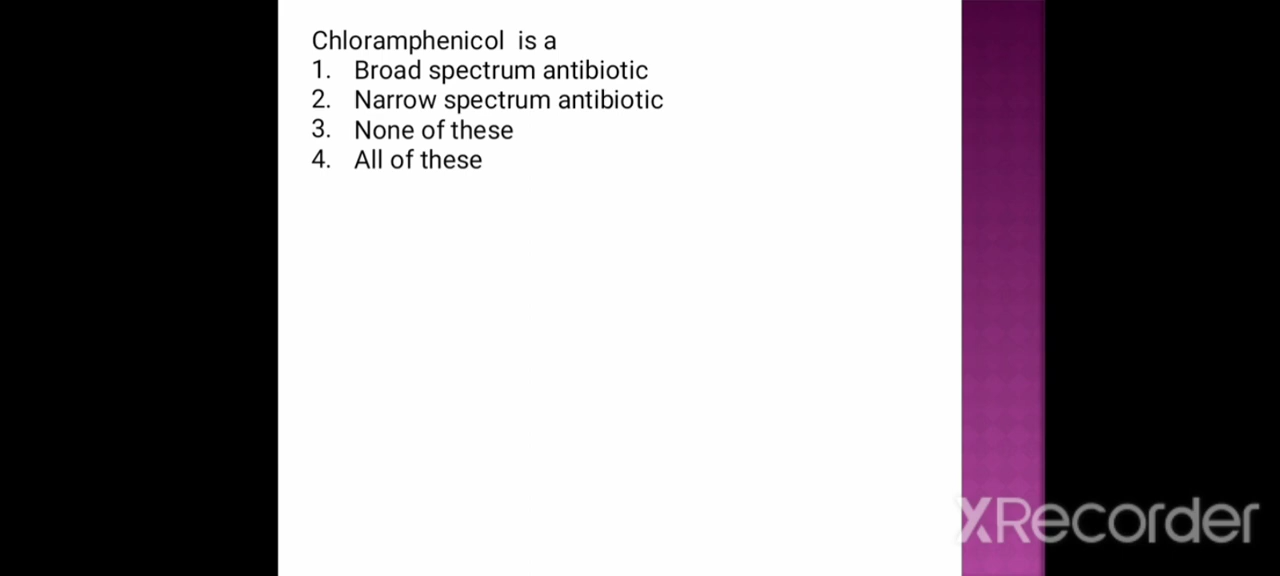 Chloramphenicol is a
1. Broad spectrum antibiotic
2. Narrow spectrum antibiotic
3. None of these
4. All of these
XRecorder